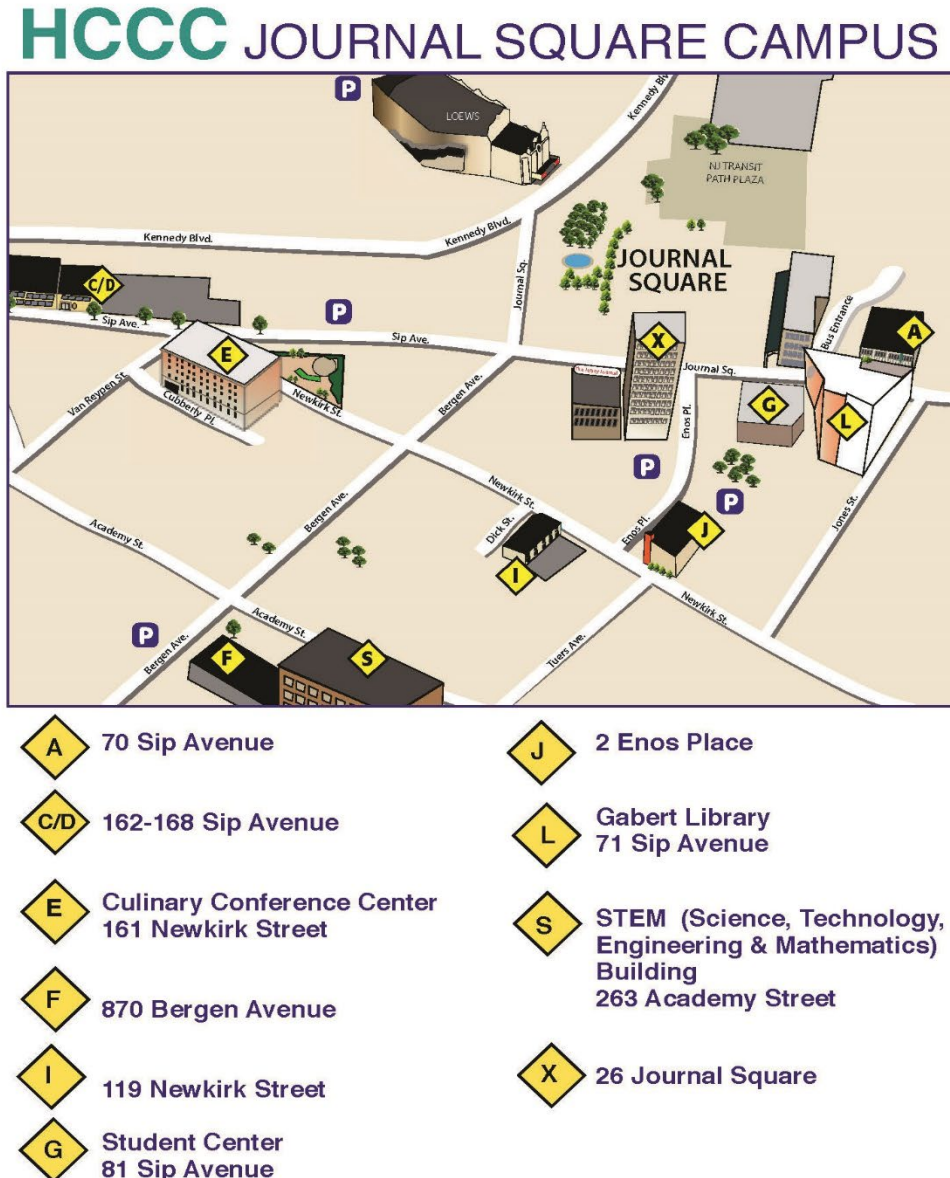 HCCC JOURNAL SQUARE CAMPUS
P
LOEWS
Kennedy Blvd.
NJ TRANSIT
PATH PLAZA
Kennedy Blvd.
Kennedy Blvd.
Journal Sq.
JOURNAL
SQUARE
C/D
Sip Ave.
P
Sip Ave.
E
X
Bus Entrance
A
Journal Sq.
Van Reypen St.
Cubberly Pl.
Newkirk St.
Bergen Ave.
Enos Pl.
G
L
P
P
Newkirk St.
Bergen Ave.
Academy St.
Dick St.
Enos Pl.
J
Jones St.
I
Newkirk St.
Academy St.
Tuers Ave.
P
Bergen Ave.
F
S
A
70 Sip Avenue
C/D
162-168 Sip Avenue
E
Culinary Conference Center
161 Newkirk Street
F
870 Bergen Avenue
I
119 Newkirk Street
G
Student Center
81 Sip Avenue
J
2 Enos Place
L
Gabert Library
71 Sip Avenue
S
STEM (Science, Technology,
Engineering & Mathematics)
Building
263 Academy Street
X
26 Journal Square